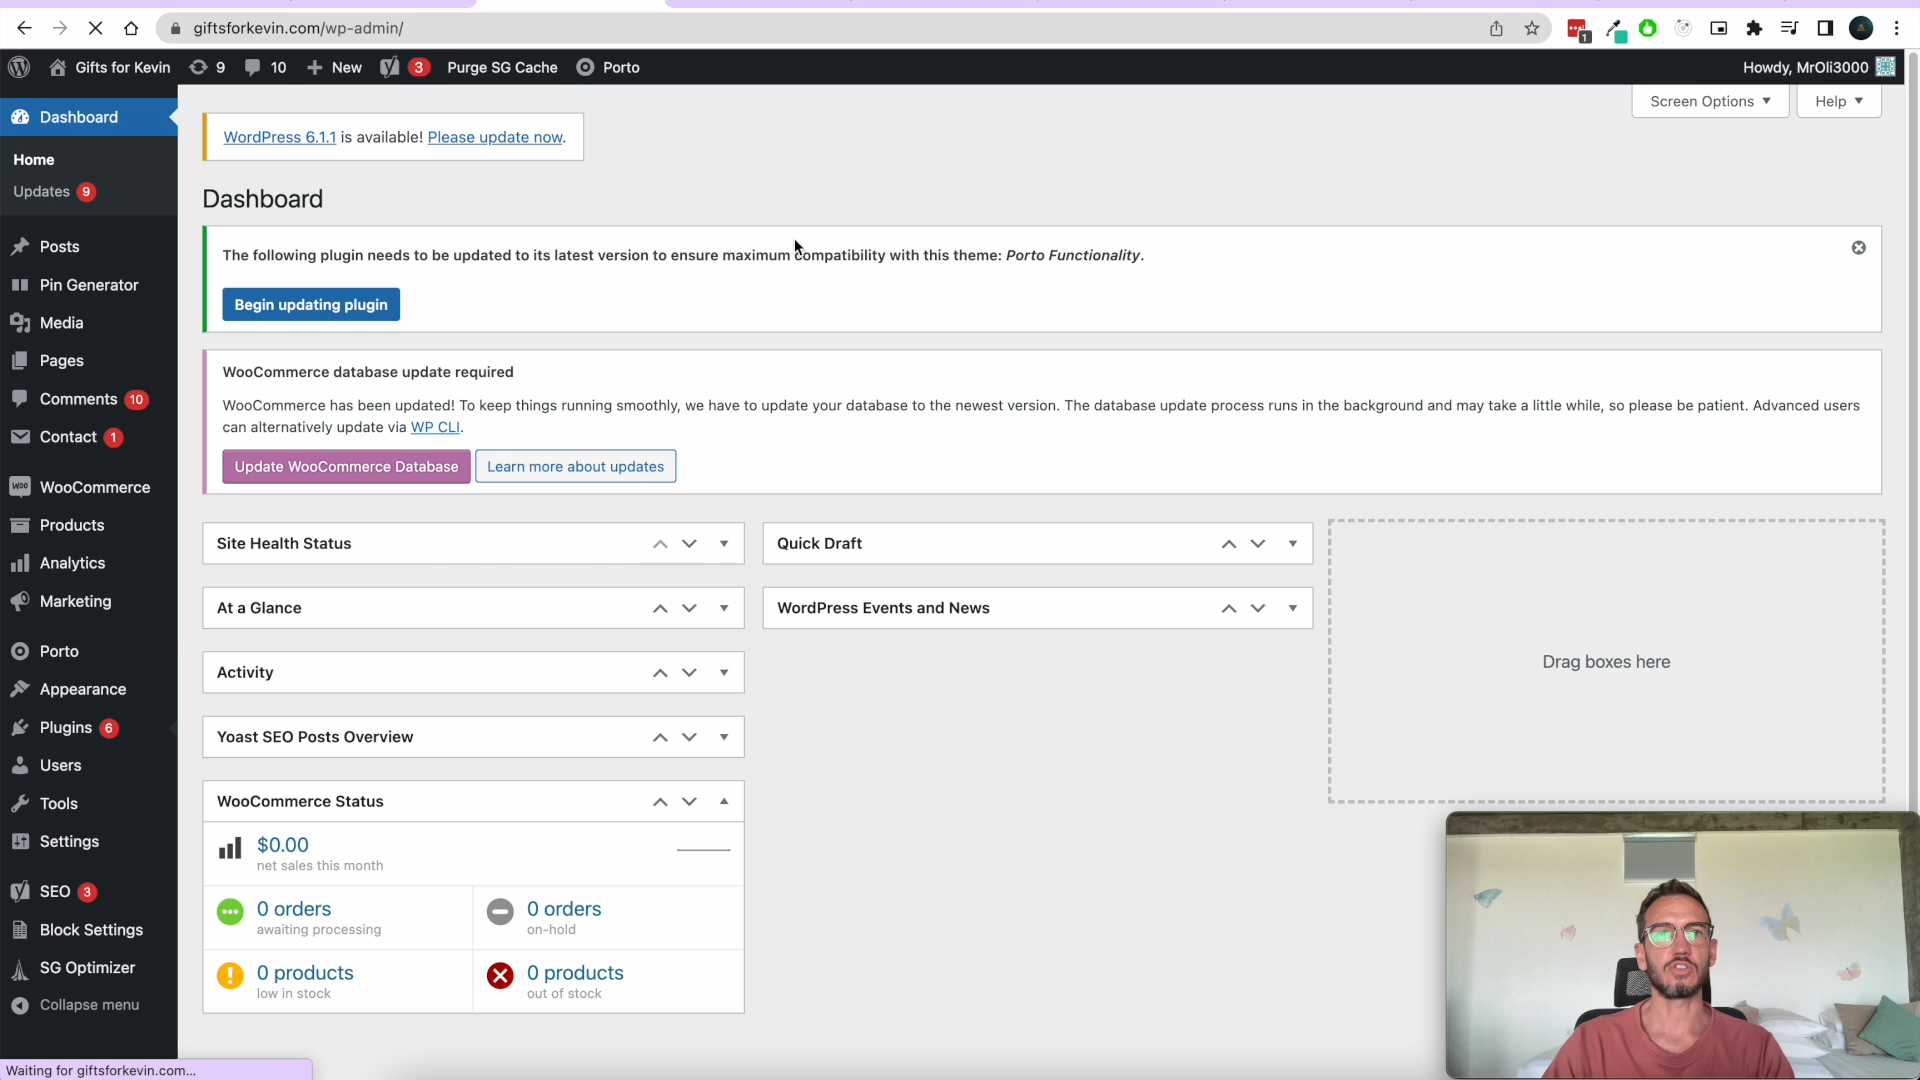 giftsforkevin.com/wp-admin/
1
Gifts for Kevin
9
10
New
3
Purge SG Cache
Porto
Howdy, MrOli3000
Dashboard
Home
Updates 9
Posts
Pin Generator
Media
Pages
Comments 10
Contact 1
WooCommerce
Products
Analytics
Marketing
Porto
Appearance
Plugins 6
Users
Tools
Settings
SEO 3
Block Settings
SG Optimizer
Collapse menu
Screen Options
Help
WordPress 6.1.1 is available! Please update now.
Dashboard
The following plugin needs to be updated to its latest version to ensure maximum compatibility with this theme: Porto Functionality.
Begin updating plugin
WooCommerce database update required
WooCommerce has been updated! To keep things running smoothly, we have to update your database to the newest version. The database update process runs in the background and may take a little while, so please be patient. Advanced users
can alternatively update via WP CLI.
Update WooCommerce Database
Learn more about updates
Site Health Status
At a Glance
Activity
Yoast SEO Posts Overview
WooCommerce Status
$0.00
net sales this month
0 orders
awaiting processing
0 orders
on-hold
0 products
low in stock
0 products
out of stock
Quick Draft
WordPress Events and News
Drag boxes here
Waiting for giftsforkevin.com...